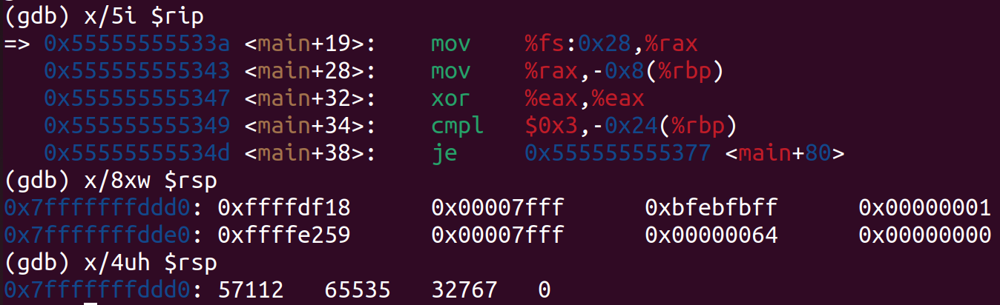 (gdb) x/5i $rip
=> 0x55555555533a <main+19>: mov %fs:0x28,%rax
0x555555555343 <main+28>: mov %rax,-0x8(%rbp)
0x555555555347 <main+32>: xor %eax,%eax
0x555555555349 <main+34>: cmpl $0x3,-0x24(%rbp)
0x55555555534d <main+38>: je 0x555555555377 <main+80>
(gdb) x/8xw $rsp
0x7fffffffddd0: 0xffffdf18 0x00007fff 0xbfebfbff 0x00000001
0x7fffffffdde0: 0xffffe259 0x00007fff 0x00000064 0x00000000
(gdb) x/4uh $rsp
0x7fffffffddd0: 57112 65535 32767 0